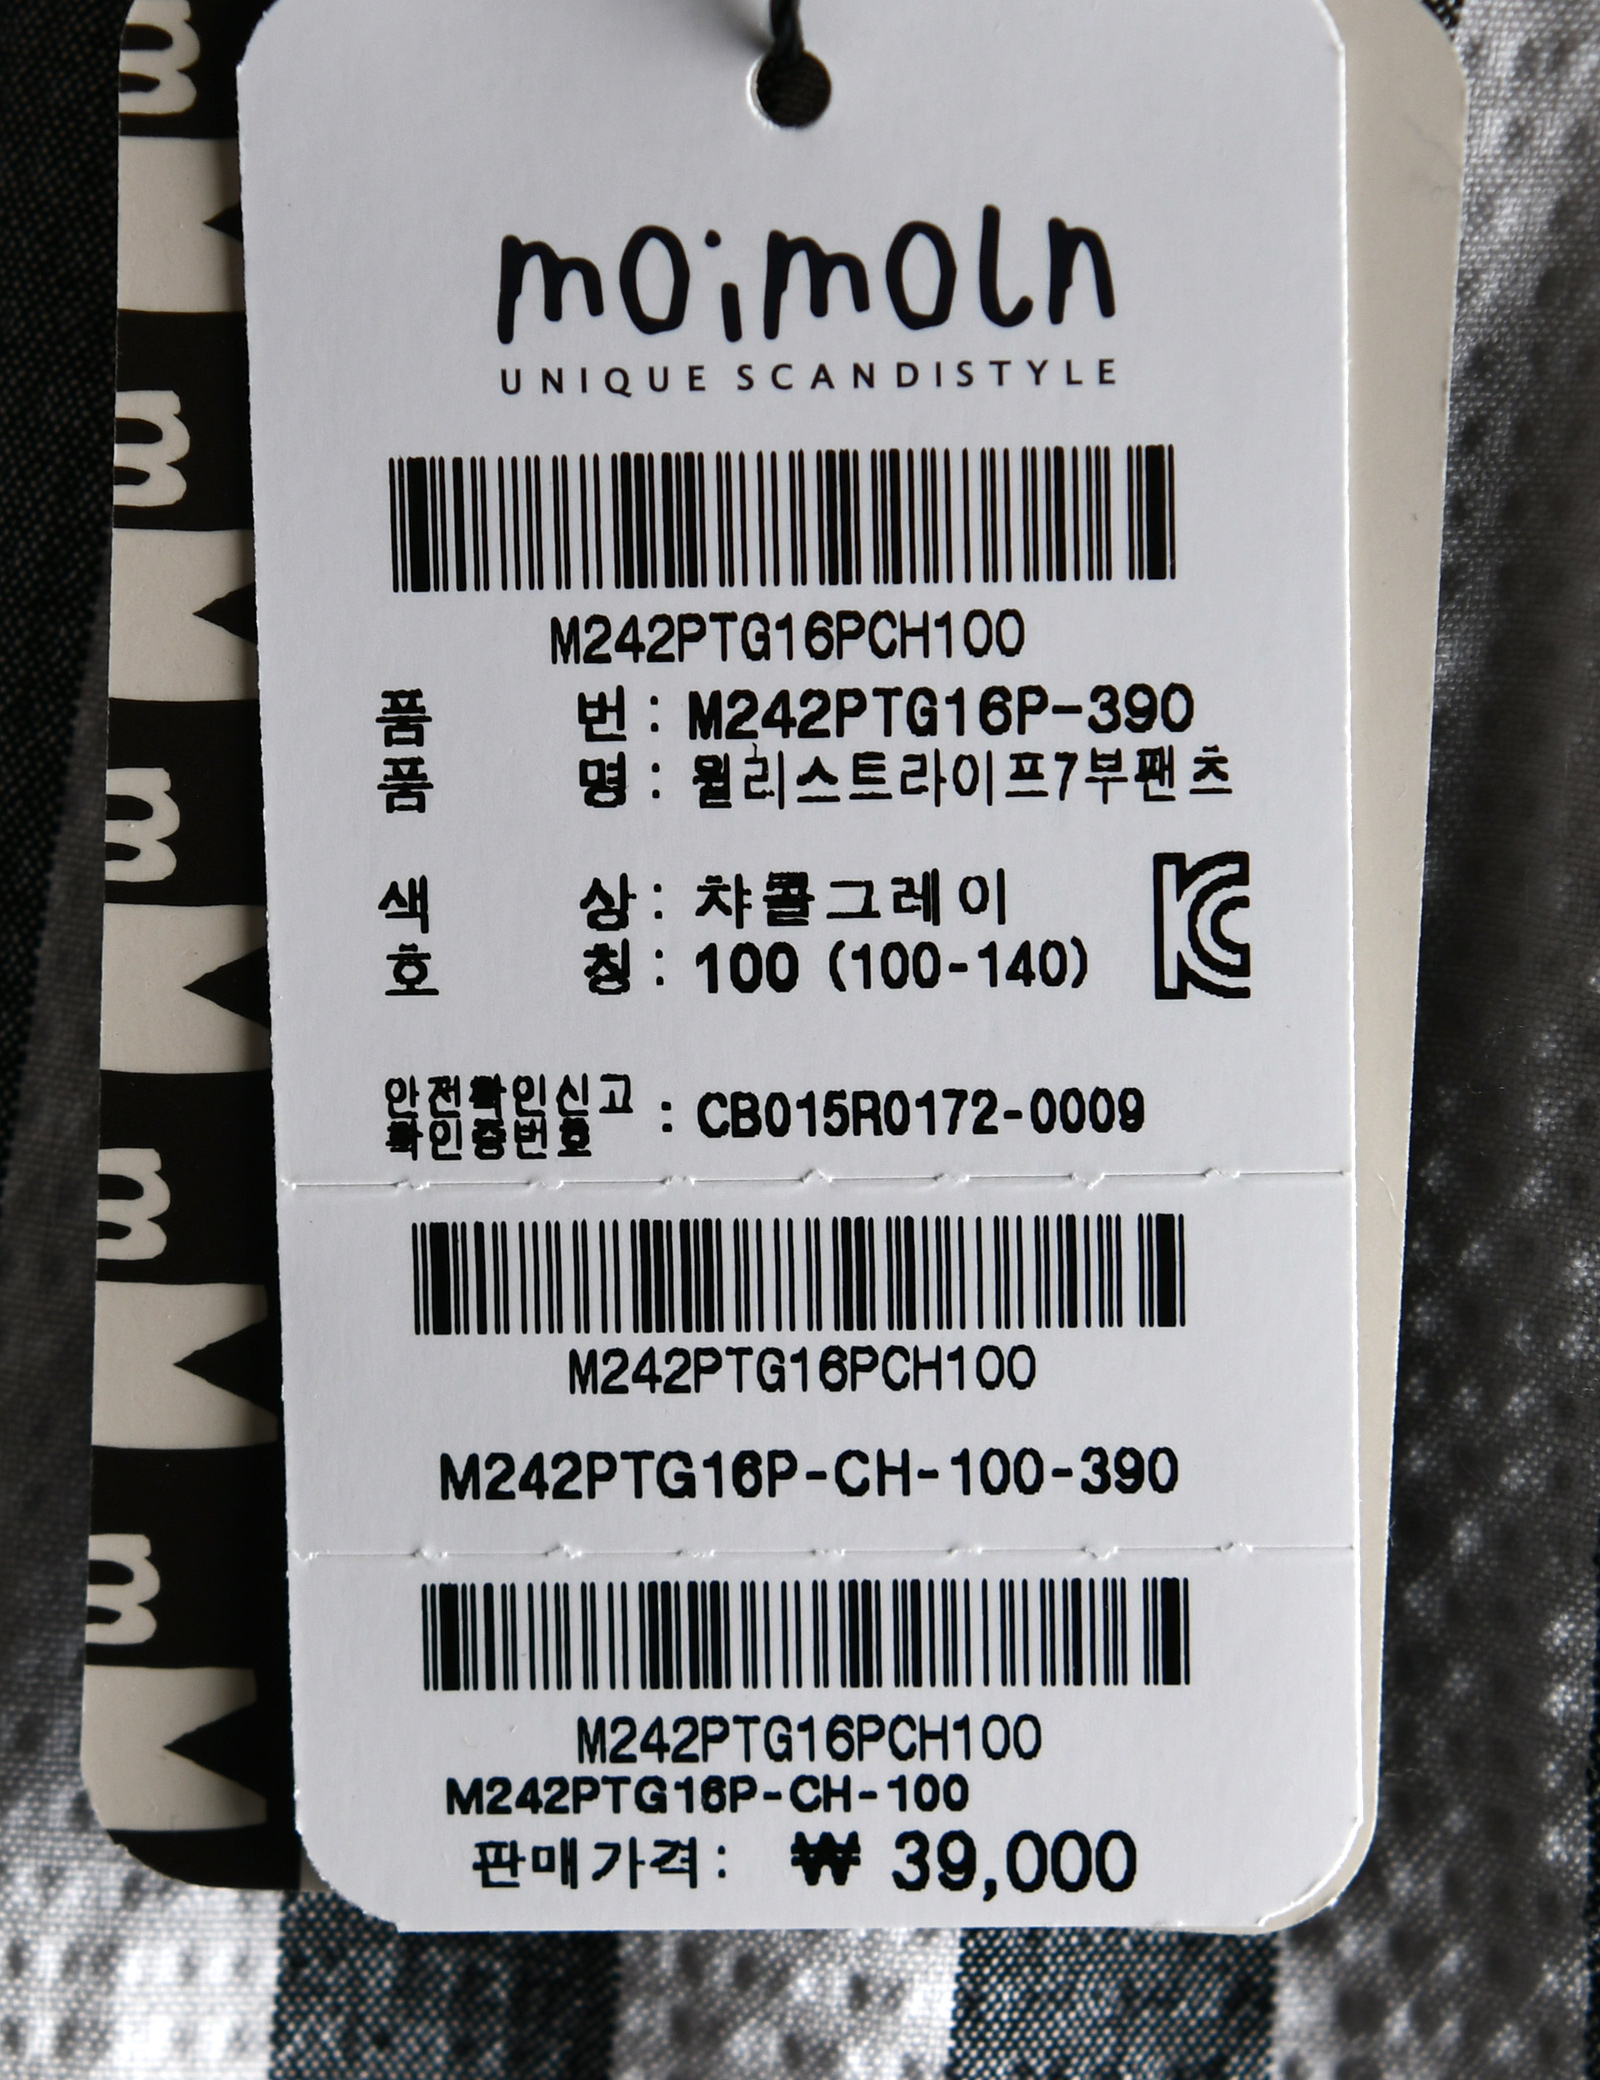 moimoln
UNIQUE SCANDISTYLE
M242PTG16PCH100
품 번 : M242PTG16P-390
품 명 : 뮐리스트라이프7부팬츠
색 상 : 챠콜그레이
호 칭 : 100 (100-140)
안전확인신고
확인증번호 : CB015R0172-0009
M242PTG16PCH100
M242PTG16P-CH-100-390
M242PTG16PCH100
M242PTG16P-CH-100
판매가격 : ₩ 39,000